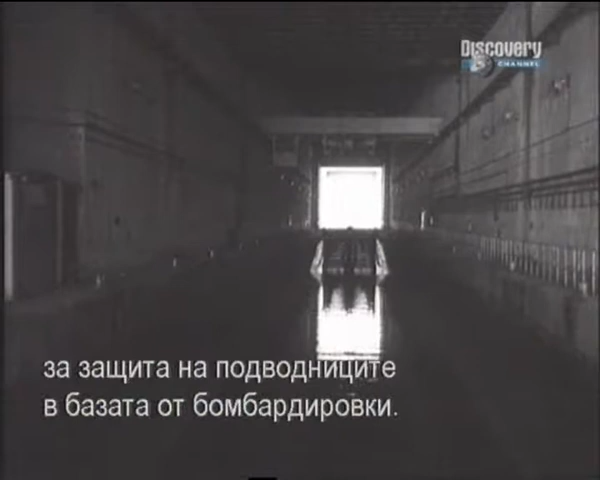 Discovery
CHANNEL
за защита на подводниците
в базата от бомбардировки.